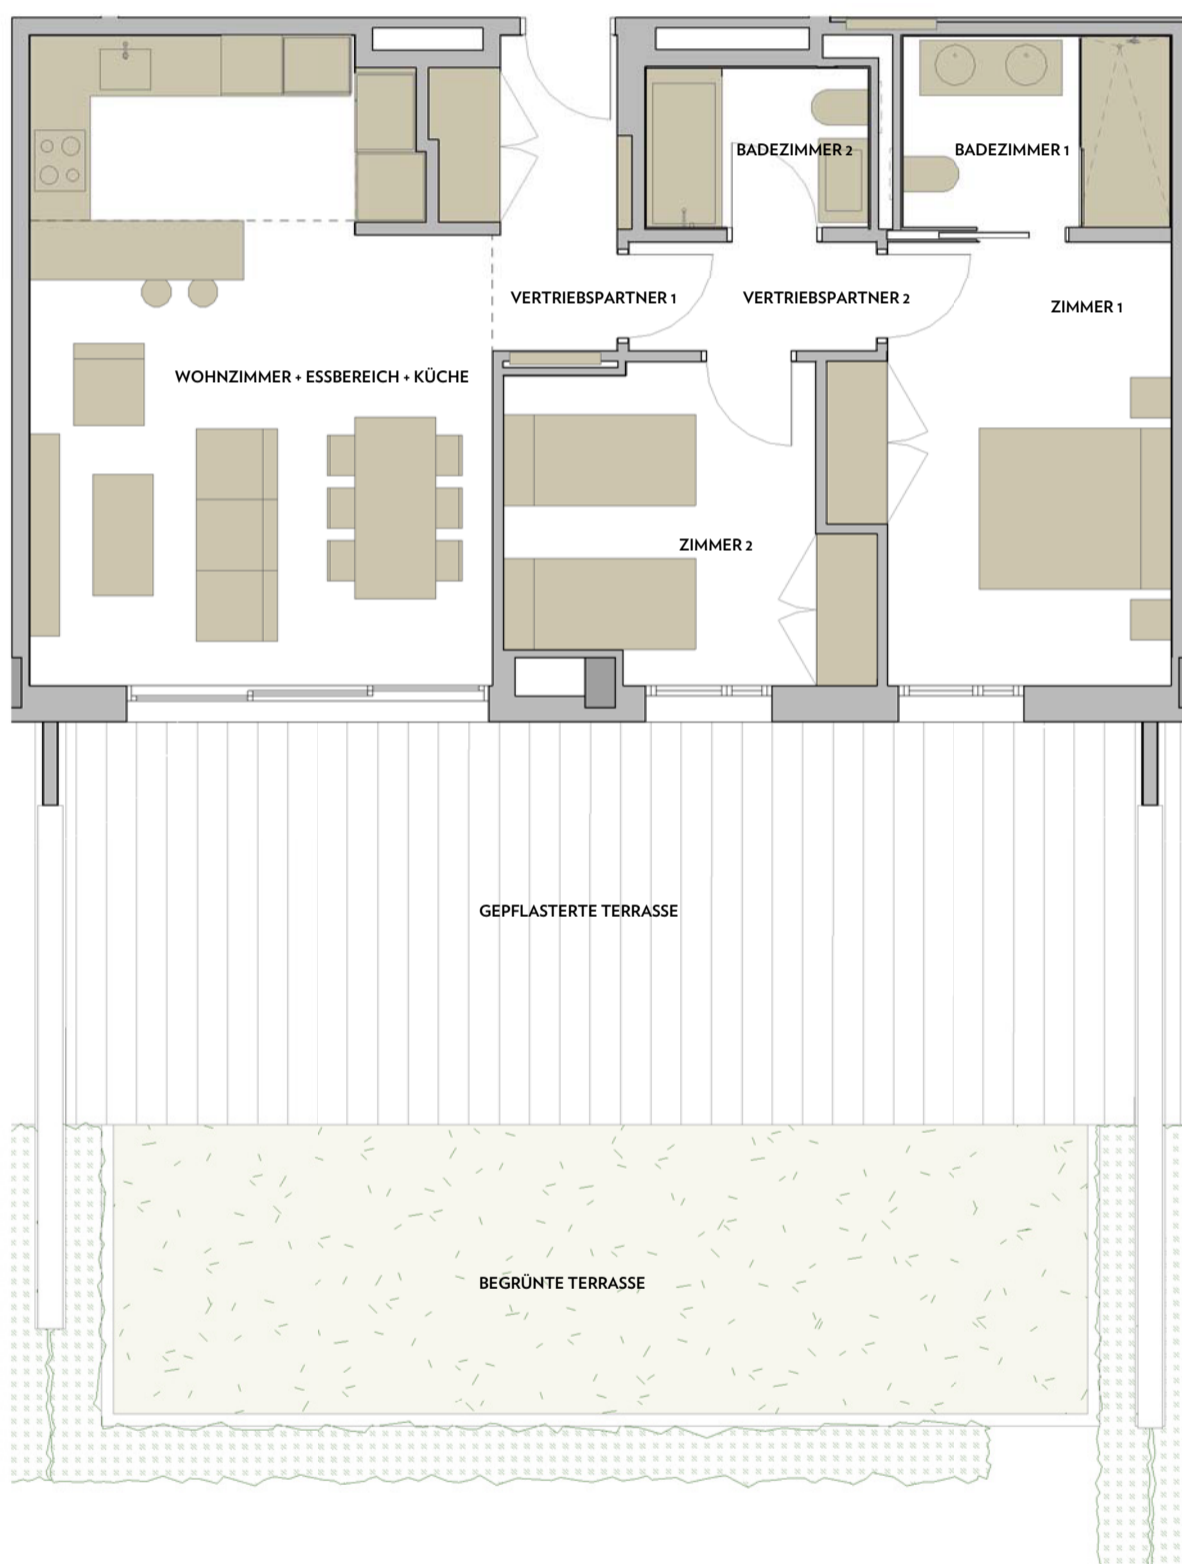 BADEZIMMER 2
BADEZIMMER 1
VERTRIEBSPARTNER 1
VERTRIEBSPARTNER 2
ZIMMER 1
WOHNZIMMER + ESSBEREICH + KÜCHE
ZIMMER 2
GEPFLASTERTE TERRASSE
BEGRÜNTE TERRASSE